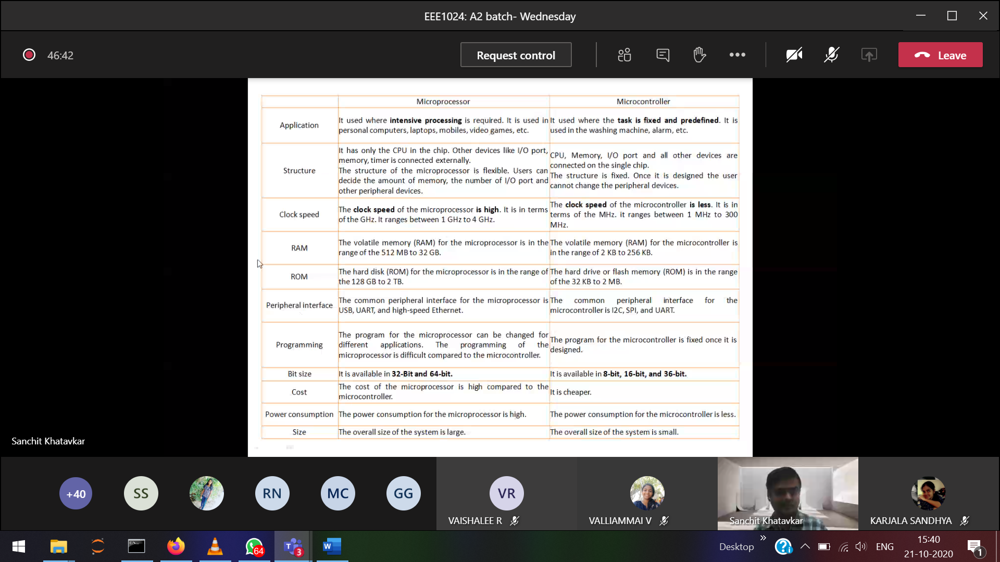 EEE1024: A2 batch- Wednesday
46:42
Request control
Leave
Microprocessor
Microcontroller
Application
It used where intensive processing is required. It is used in
personal computers, laptops, mobiles, video games, etc.
It used where the task is fixed and predefined. It is
used in the washing machine, alarm, etc.
Structure
It has only the CPU in the chip. Other devices like I/O port,
memory, timer is connected externally.
The structure of the microprocessor is flexible. Users can
decide the amount of memory, the number of I/O port and
other peripheral devices.
CPU, Memory, I/O port and all other devices are
connected on the single chip.
The structure is fixed. Once it is designed the user
cannot change the peripheral devices.
Clock speed
The clock speed of the microprocessor is high. It is in terms
of the GHz. It ranges between 1 GHz to 4 GHz.
The clock speed of the microcontroller is less. It is in
terms of the MHz. it ranges between 1 MHz to 300
MHz.
RAM
The volatile memory (RAM) for the microprocessor is in the
range of the 512 MB to 32 GB.
The volatile memory (RAM) for the microcontroller is
in the range of 2 KB to 256 KB.
ROM
The hard disk (ROM) for the microprocessor is in the range of
the 128 GB to 2 TB.
The hard drive or flash memory (ROM) is in the range
of the 32 KB to 2 MB.
Peripheral interface
The common peripheral interface for the microprocessor is
USB, UART, and high-speed Ethernet.
The common peripheral interface for the
microcontroller is I2C, SPI, and UART.
Programming
The program for the microprocessor can be changed for
different applications. The programming of the
microprocessor is difficult compared to the microcontroller.
The program for the microcontroller is fixed once it is
designed.
Bit size
It is available in 32-Bit and 64-bit.
It is available in 8-bit, 16-bit, and 36-bit.
Cost
The cost of the microprocessor is high compared to the
microcontroller.
It is cheaper.
Power consumption
The power consumption for the microprocessor is high.
The power consumption for the microcontroller is less.
Size
The overall size of the system is large.
The overall size of the system is small.
Sanchit Khatavkar
+40
SS
RN
MC
GG
VR
VAISHALEE R
VALLIAMMAI V
Sanchit Khatavkar
KARJALA SANDHYA
C:\
64
T
3
W
Desktop
ENG
15:40
21-10-2020
1